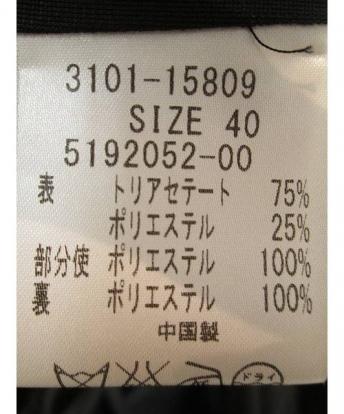 3101-15809
SIZE 40
5192052-00
表 トリアセテート 75%
ポリエステル 25%
部分使 ポリエステル 100%
裏 ポリエステル 100%
中国製
ドライ